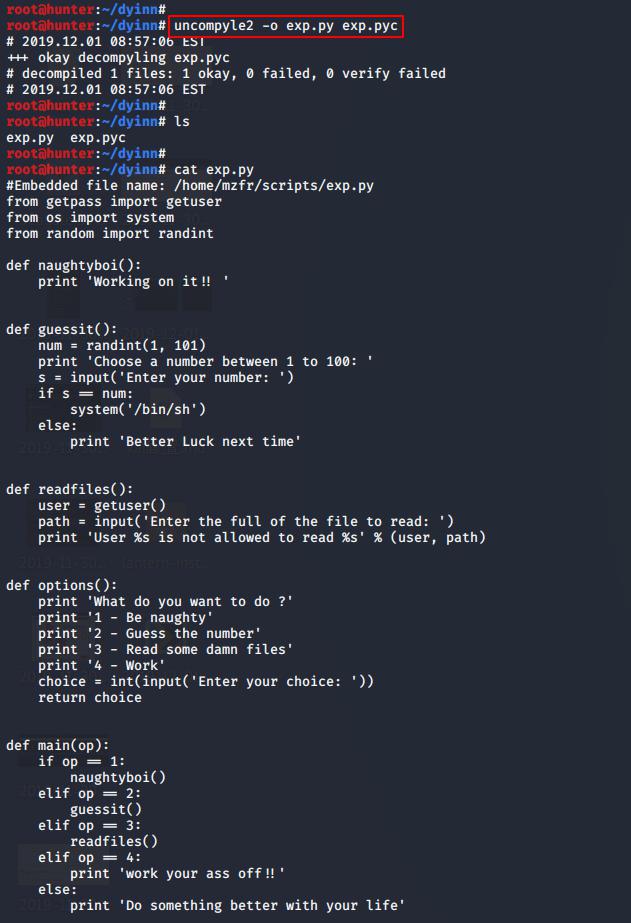 root@hunter:~/dyinn#
root@hunter:~/dyinn# uncompyle2 -o exp.py exp.pyc
# 2019.12.01 08:57:06 EST
+++ okay decompyling exp.pyc
# decompiled 1 files: 1 okay, 0 failed, 0 verify failed
# 2019.12.01 08:57:06 EST
root@hunter:~/dyinn#
root@hunter:~/dyinn# ls
exp.py  exp.pyc
root@hunter:~/dyinn#
root@hunter:~/dyinn# cat exp.py
#Embedded file name: /home/mzfr/scripts/exp.py
from getpass import getuser
from os import system
from random import randint

def naughtyboi():
    print 'Working on it!! '


def guessit():
    num = randint(1, 101)
    print 'Choose a number between 1 to 100: '
    s = input('Enter your number: ')
    if s == num:
        system('/bin/sh')
    else:
        print 'Better Luck next time'


def readfiles():
    user = getuser()
    path = input('Enter the full of the file to read: ')
    print 'User %s is not allowed to read %s' % (user, path)


def options():
    print 'What do you want to do ?'
    print '1 - Be naughty'
    print '2 - Guess the number'
    print '3 - Read some damn files'
    print '4 - Work'
    choice = int(input('Enter your choice: '))
    return choice


def main(op):
    if op == 1:
        naughtyboi()
    elif op == 2:
        guessit()
    elif op == 3:
        readfiles()
    elif op == 4:
        print 'work your ass off!!'
    else:
        print 'Do something better with your life'